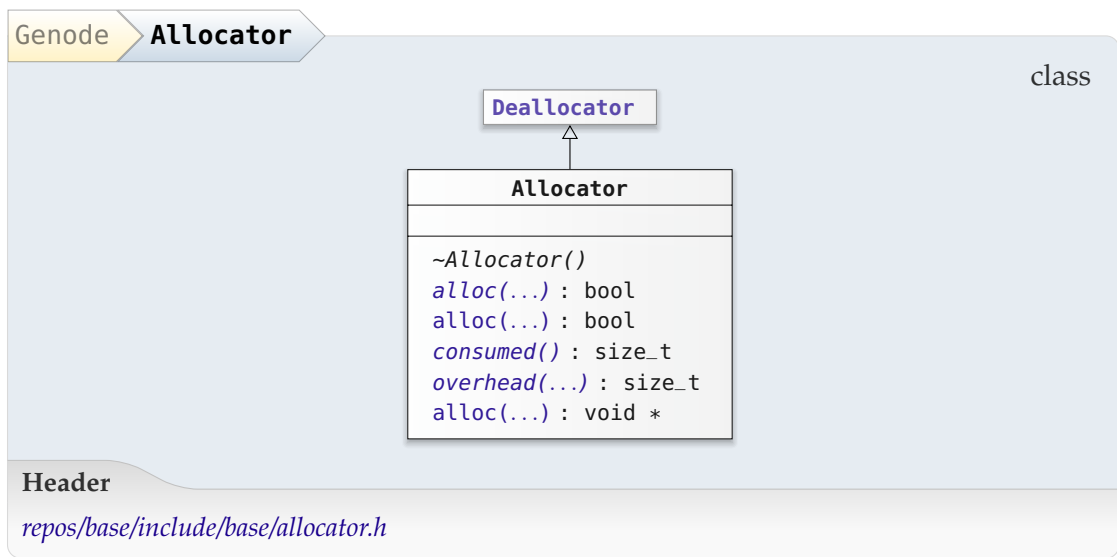 Genode Allocator
class
Deallocator
Allocator
~Allocator()
alloc(...) : bool
alloc(...) : bool
consumed() : size_t
overhead(...) : size_t
alloc(...) : void *
Header
repos/base/include/base/allocator.h